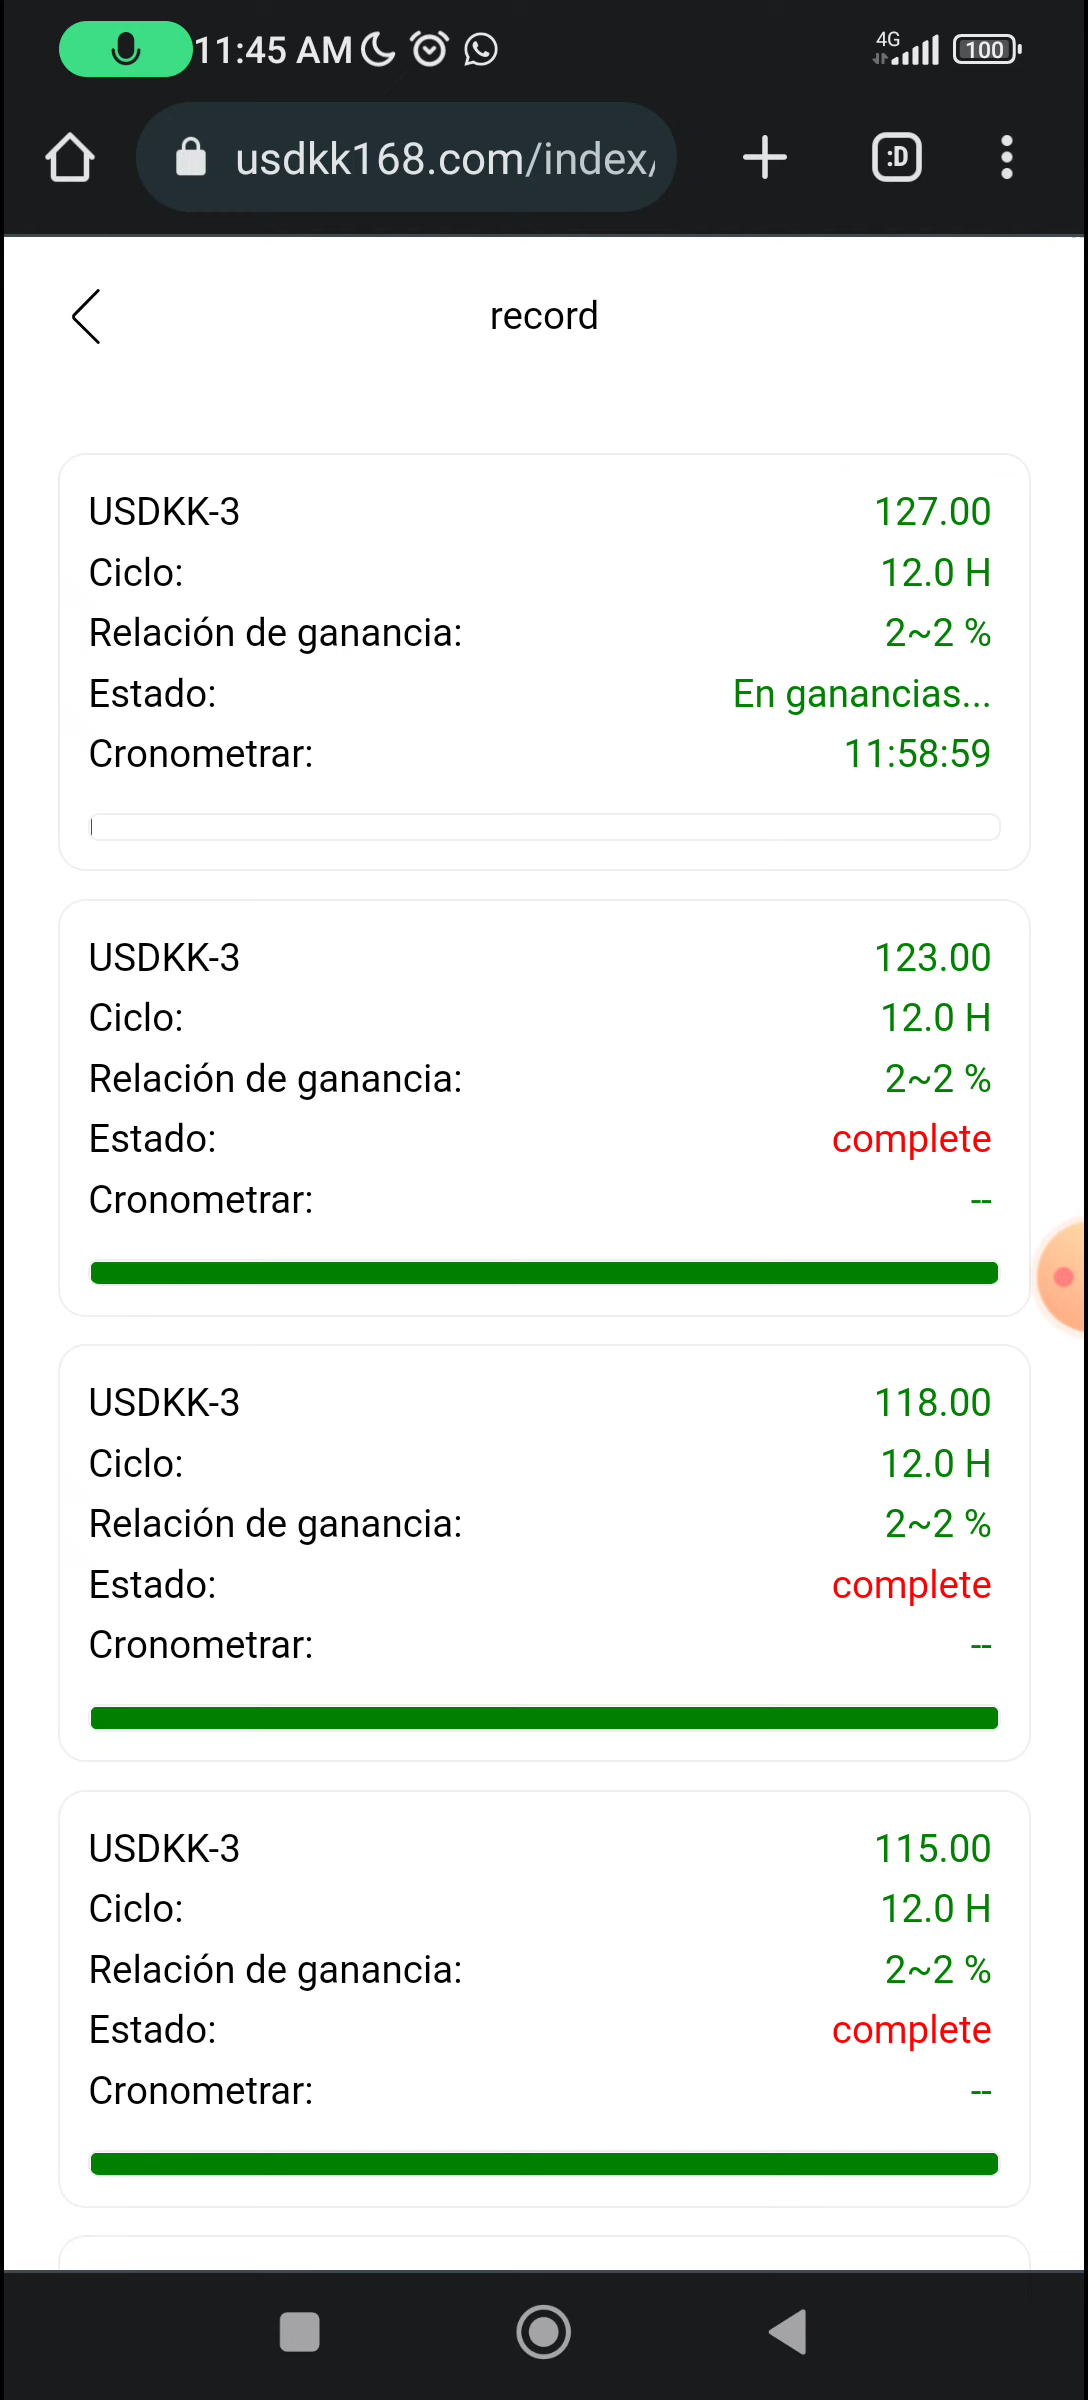 11:45 AM 4G 100
usdkk168.com/index/ :D
record
USDKK-3 127.00
Ciclo: 12.0 H
Relación de ganancia: 2~2 %
Estado: En ganancias...
Cronometrar: 11:58:59
USDKK-3 123.00
Ciclo: 12.0 H
Relación de ganancia: 2~2 %
Estado: complete
Cronometrar: --
USDKK-3 118.00
Ciclo: 12.0 H
Relación de ganancia: 2~2 %
Estado: complete
Cronometrar: --
USDKK-3 115.00
Ciclo: 12.0 H
Relación de ganancia: 2~2 %
Estado: complete
Cronometrar: --